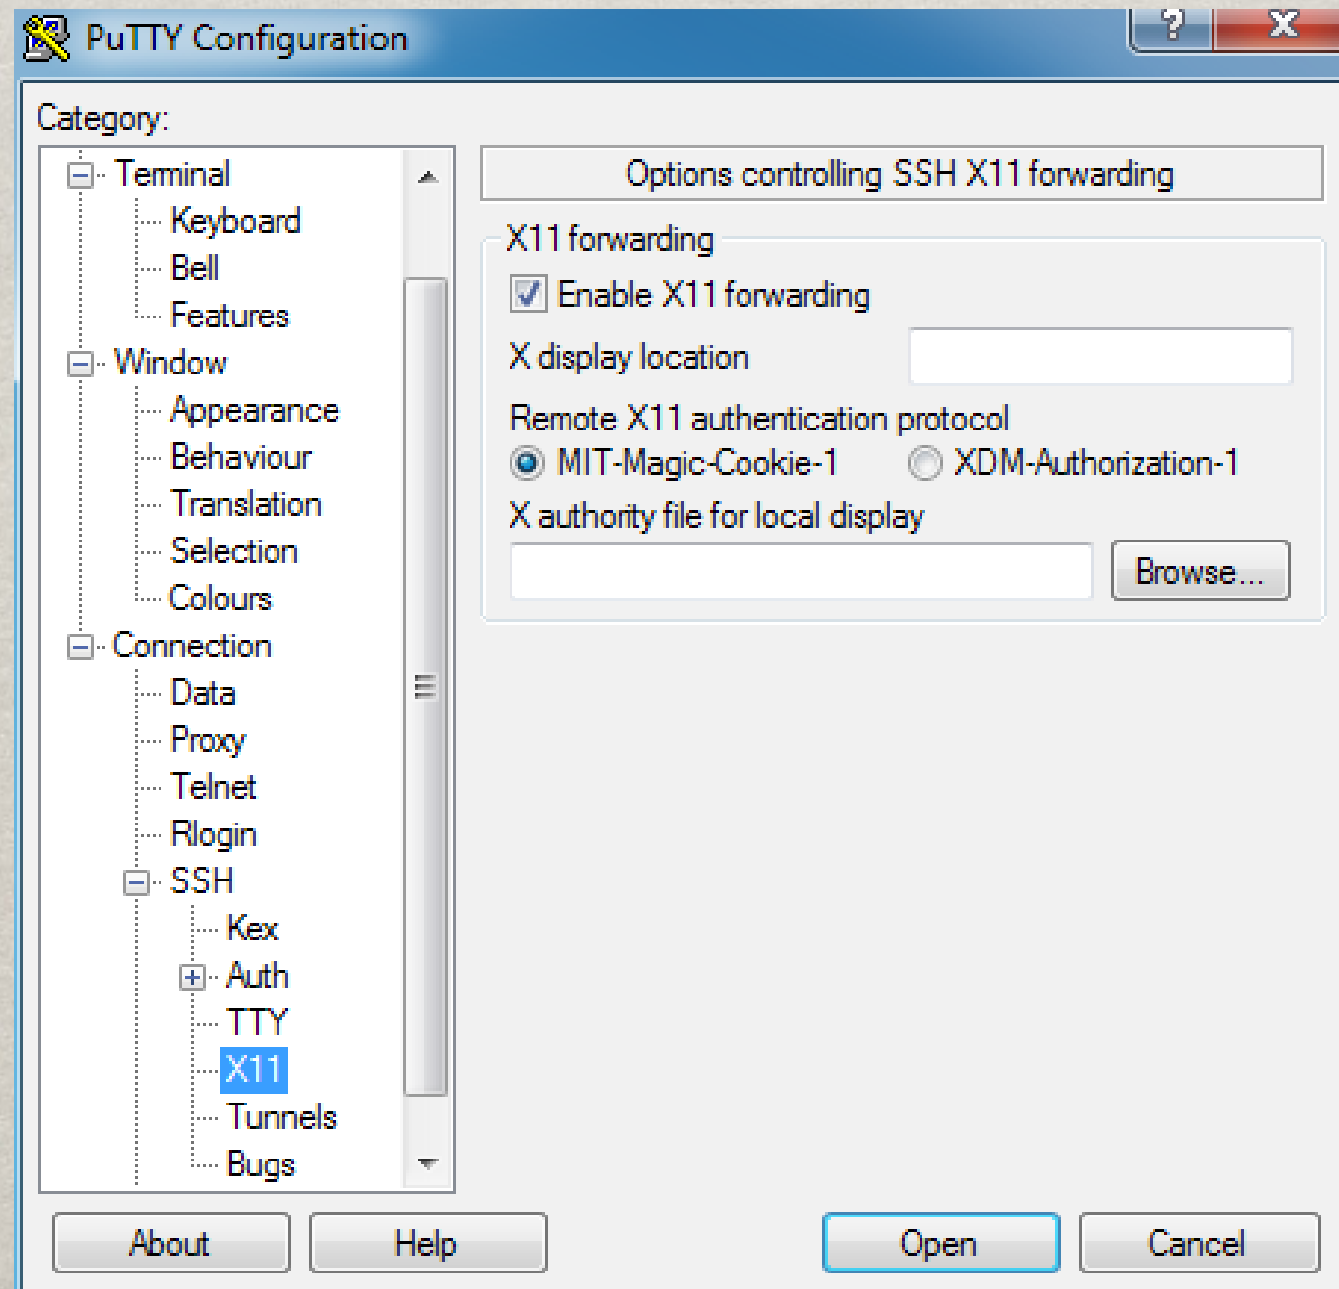 PuTTY Configuration
?
X
Category:
Terminal
Keyboard
Bell
Features
Window
Appearance
Behaviour
Translation
Selection
Colours
Connection
Data
Proxy
Telnet
Rlogin
SSH
Kex
Auth
TTY
X11
Tunnels
Bugs
Options controlling SSH X11 forwarding
X11 forwarding
Enable X11 forwarding
X display location
Remote X11 authentication protocol
MIT-Magic-Cookie-1 XDM-Authorization-1
X authority file for local display
Browse...
About Help Open Cancel